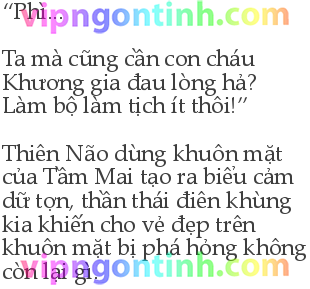 “Phì...
vipngontinh.com
Ta mà cũng cần con cháu
Khương gia đau lòng hả?
Làm bộ làm tịch ít thôi!”
Thiên Não dùng khuôn mặt
của Tầm Mai tạo ra biểu cảm
dữ tợn, thần thái điên khùng
kia khiến cho vẻ đẹp trên
khuôn mặt bị phá hỏng không
còn lại gì.
vipngontinh.com